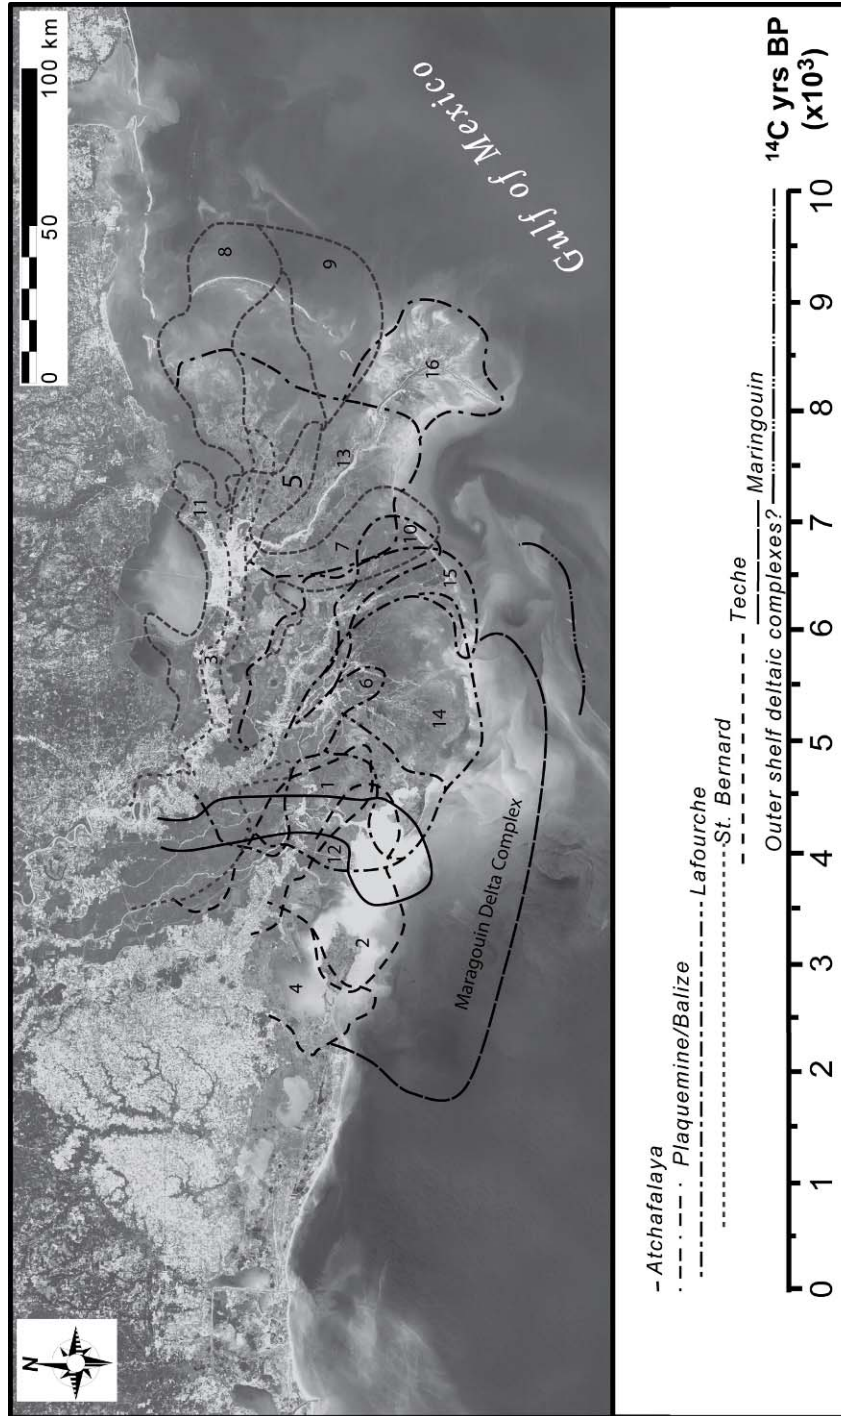 N
0 50 100 km
Gulf of Mexico
8
9
11
5
13
16
3
7
10
15
6
14
1
12
2
4
Maragouin Delta Complex
Atchafalaya
Plaquemine/Balize
Lafourche
St. Bernard
Teche
Maringouin
Outer shelf deltaic complexes?
0 1 2 3 4 5 6 7 8 9 10
¹⁴C yrs BP
(x10³)